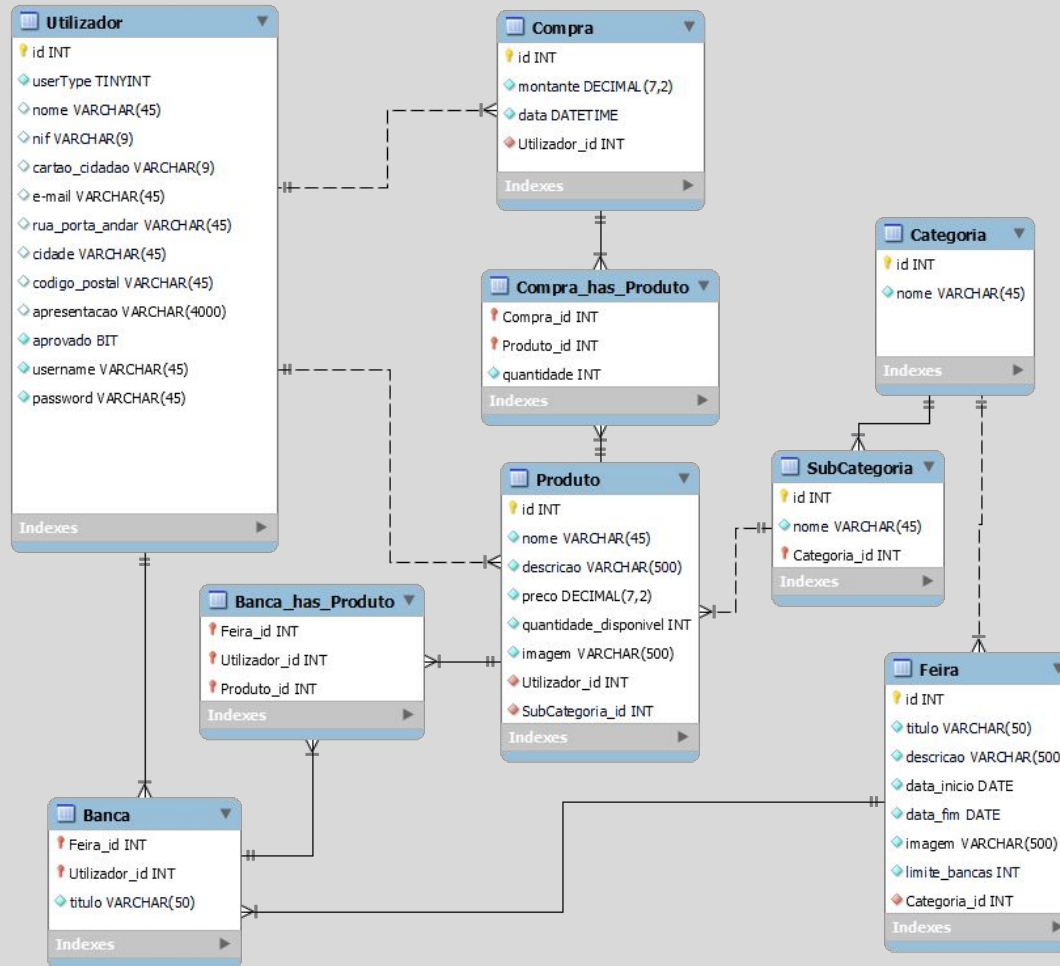 Utilizador
id INT
userType TINYINT
nome VARCHAR(45)
nif VARCHAR(9)
cartao_cidadao VARCHAR(9)
e-mail VARCHAR(45)
rua_porta_andar VARCHAR(45)
cidade VARCHAR(45)
codigo_postal VARCHAR(45)
apresentacao VARCHAR(4000)
aprovado BIT
username VARCHAR(45)
password VARCHAR(45)
Indexes
Compra
id INT
montante DECIMAL(7,2)
data DATETIME
Utilizador_id INT
Indexes
Compra_has_Produto
Compra_id INT
Produto_id INT
quantidade INT
Indexes
Categoria
id INT
nome VARCHAR(45)
Indexes
SubCategoria
id INT
nome VARCHAR(45)
Categoria_id INT
Indexes
Produto
id INT
nome VARCHAR(45)
descricao VARCHAR(500)
preco DECIMAL(7,2)
quantidade_disponivel INT
imagem VARCHAR(500)
Utilizador_id INT
SubCategoria_id INT
Indexes
Banca_has_Produto
Feira_id INT
Utilizador_id INT
Produto_id INT
Indexes
Banca
Feira_id INT
Utilizador_id INT
titulo VARCHAR(50)
Indexes
Feira
id INT
titulo VARCHAR(50)
descricao VARCHAR(500
data_inicio DATE
data_fim DATE
imagem VARCHAR(500)
limite_bancas INT
Categoria_id INT
Indexes